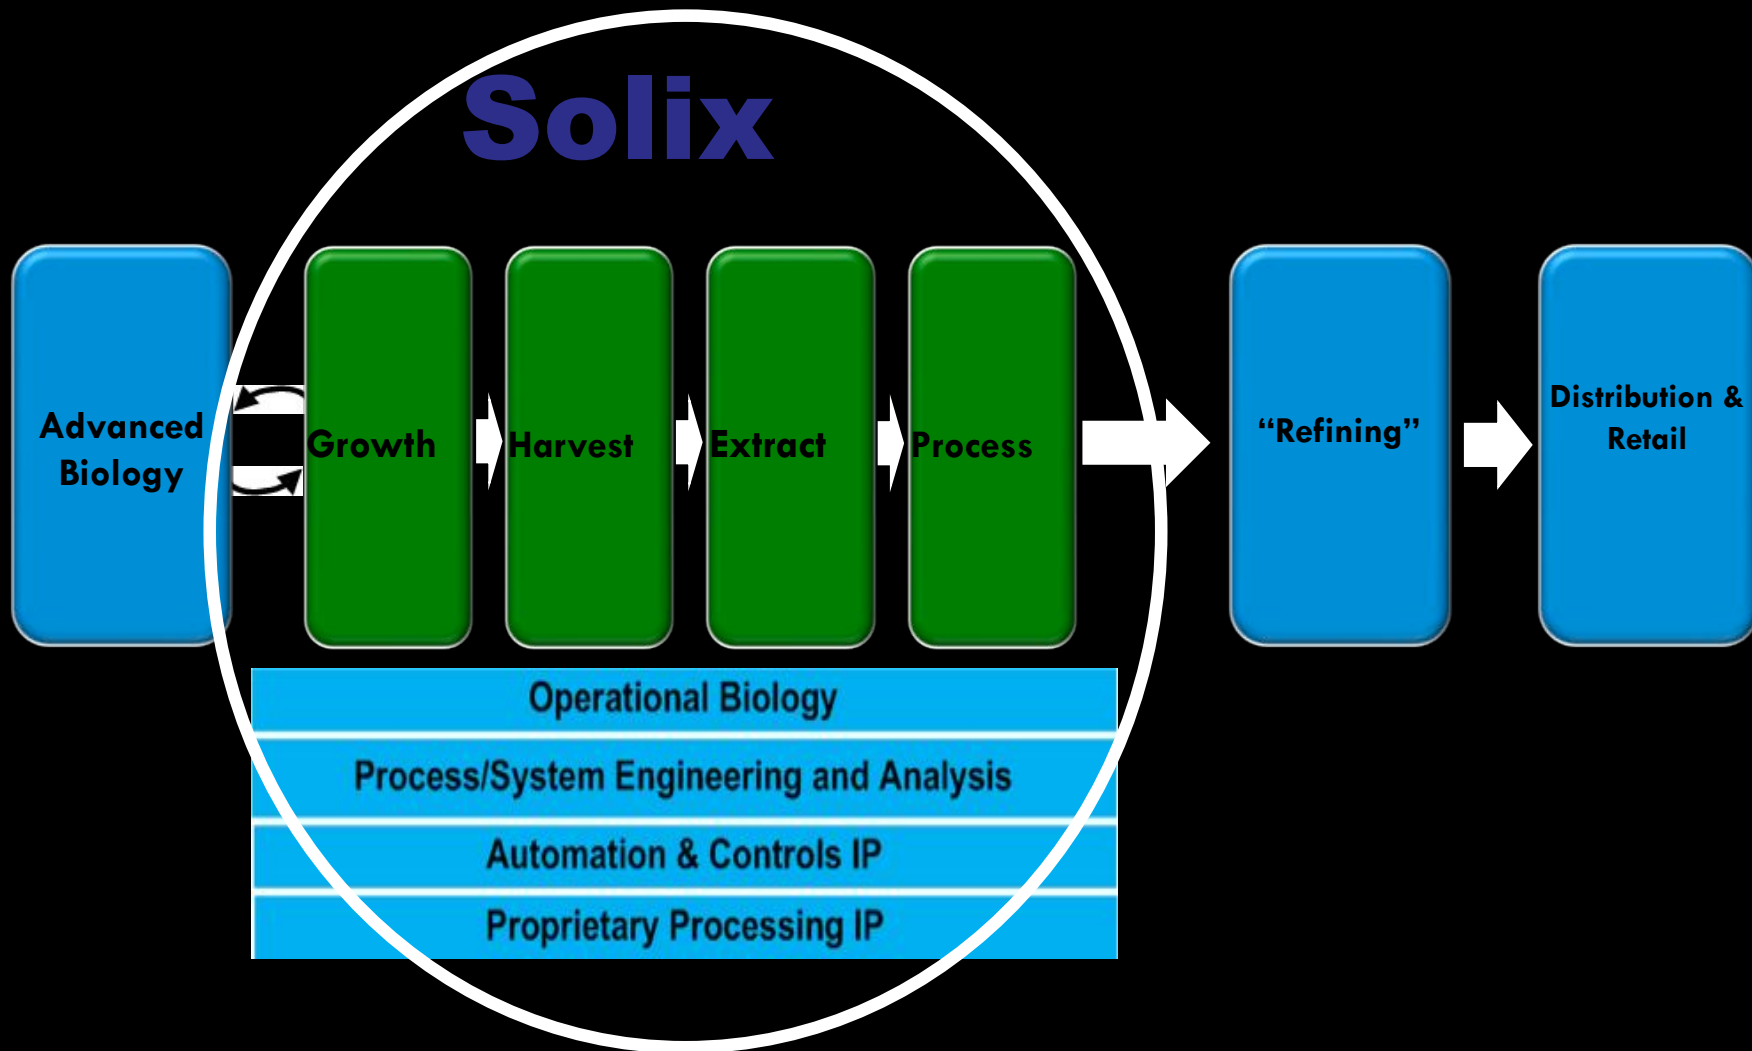 Solix
Advanced
Biology
Growth
Harvest
Extract
Process
“Refining”
Distribution &
Retail
Operational Biology
Process/System Engineering and Analysis
Automation & Controls IP
Proprietary Processing IP